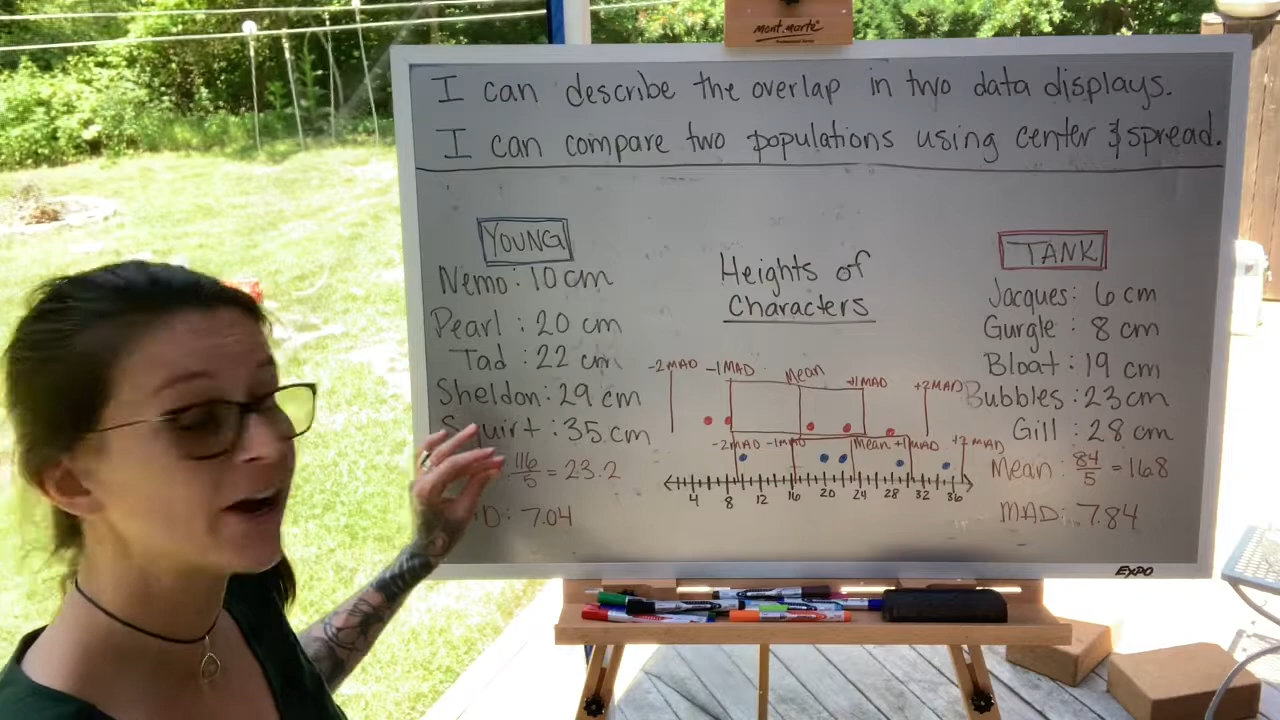 mont marte
I can describe the overlap in two data displays.
I can compare two populations using center & spread.
YOUNG
Nemo: 10 cm
Pearl: 20 cm
Tad: 22 cm
Sheldon: 29 cm
Squirt: 35 cm
116/5 = 23.2
D: 7.04
Heights of
Characters
-2MAD -1MAD Mean +1MAD +2MAD
-2MAD -1MAD Mean +1MAD +2MAD
4 8 12 16 20 24 28 32 36
TANK
Jacques: 6 cm
Gurgle: 8 cm
Bloat: 19 cm
Bubbles: 23cm
Gill: 28 cm
Mean: 84/5 = 16.8
MAD: 7.84
EXPO